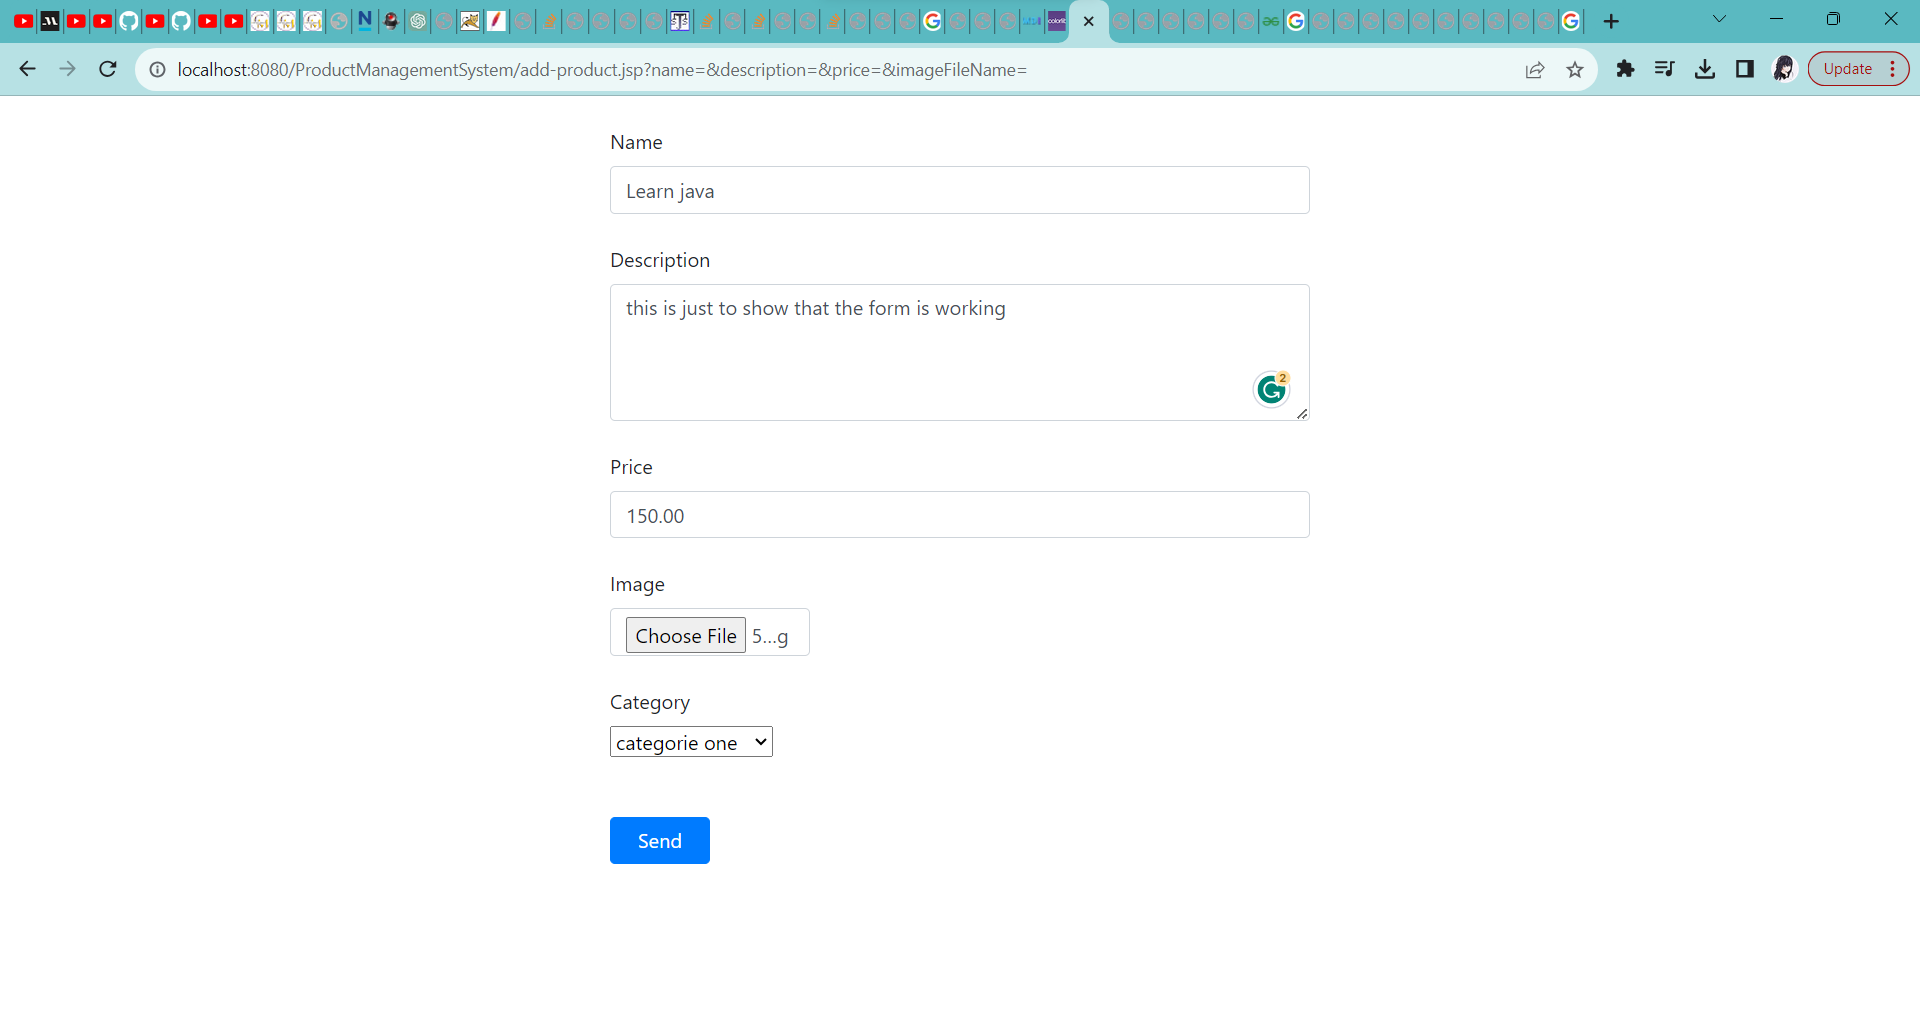 Update
localhost:8080/ProductManagementSystem/add-product.jsp?name=&description=&price=&imageFileName=
Name
Learn java
Description
this is just to show that the form is working
2
Price
150.00
Image
Choose File 5...g
Category
categorie one
Send